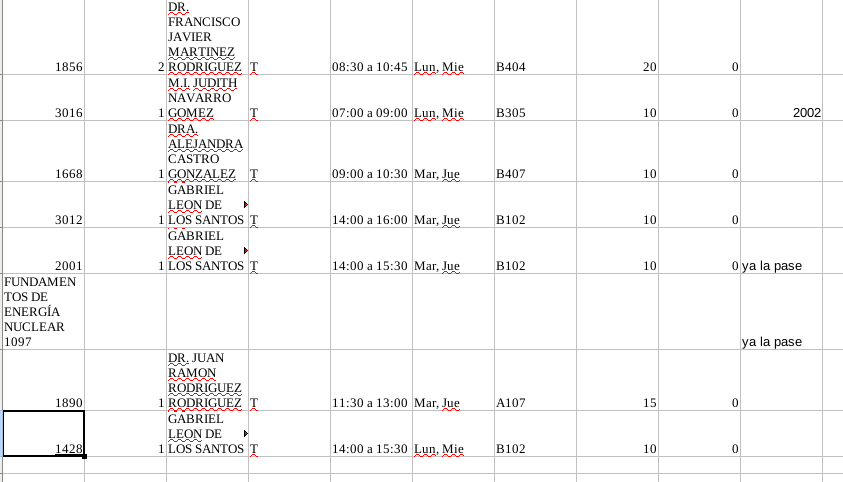 DR.
FRANCISCO
JAVIER
MARTINEZ
1856 2 RODRIGUEZ T 08:30 a 10:45 Lun, Mie B404 20 0
M.I. JUDITH
NAVARRO
3016 1 GOMEZ T 07:00 a 09:00 Lun, Mie B305 10 0 2002
DRA.
ALEJANDRA
CASTRO
1668 1 GONZALEZ T 09:00 a 10:30 Mar, Jue B407 10 0
GABRIEL
LEON DE
3012 1 LOS SANTOS T 14:00 a 16:00 Mar, Jue B102 10 0
GABRIEL
LEON DE
2001 1 LOS SANTOS T 14:00 a 15:30 Mar, Jue B102 10 0 ya la pase
FUNDAMEN
TOS DE
ENERGÍA
NUCLEAR
1097 ya la pase
DR. JUAN
RAMON
RODRIGUEZ
1890 1 RODRIGUEZ T 11:30 a 13:00 Mar, Jue A107 15 0
GABRIEL
LEON DE
1428 1 LOS SANTOS T 14:00 a 15:30 Lun, Mie B102 10 0